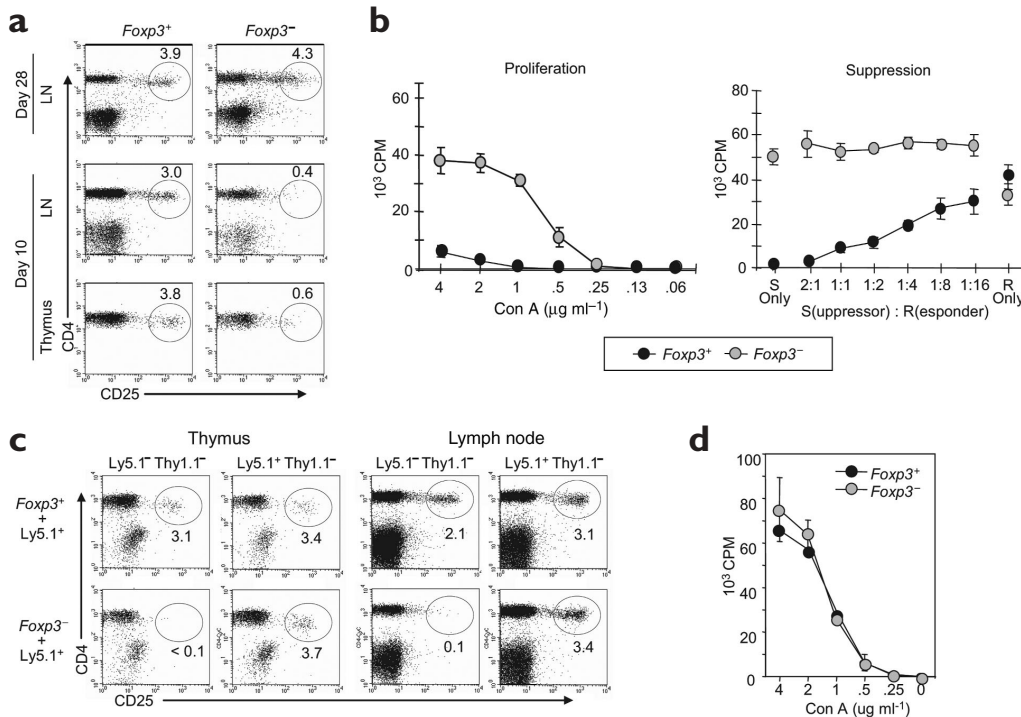 a
Foxp3+ Foxp3–
Day 28
LN
3.9 4.3
Day 10
LN
3.0 0.4
Thymus
3.8 0.6
CD4
CD25
b
Proliferation
10³ CPM
60
40
20
0
4 2 1 .5 .25 .13 .06
Con A (μg ml–1)
Suppression
10³ CPM
80
60
40
20
0
S Only 2:1 1:1 1:2 1:4 1:8 1:16 R Only
S(uppressor) : R(esponder)
Foxp3+ Foxp3–
c
Thymus Lymph node
Ly5.1– Thy1.1– Ly5.1+ Thy1.1– Ly5.1– Thy1.1– Ly5.1+ Thy1.1–
Foxp3+
+
Ly5.1+
3.1 3.4 2.1 3.1
Foxp3–
+
Ly5.1+
< 0.1 3.7 0.1 3.4
CD4
CD25
d
Foxp3+
Foxp3–
10³ CPM
100
80
60
40
20
0
4 2 1 .5 .25 0
Con A (ug ml-1)